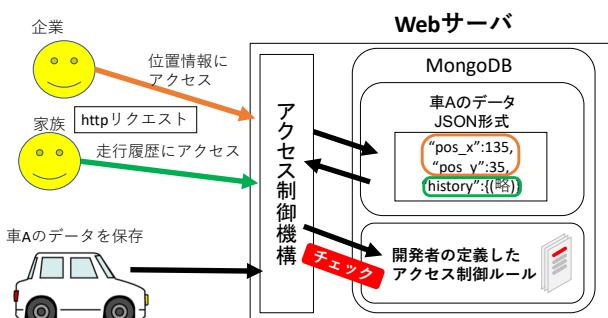 企業
Webサーバ
位置情報に
アクセス
MongoDB
車Aのデータ
JSON形式
httpリクエスト
家族
走行履歴にアクセス
アクセス制御機構
“pos_x”:135,
“pos_y”:35,
“history”:{(略)}
車Aのデータを保存
チェック
開発者の定義した
アクセス制御ルール